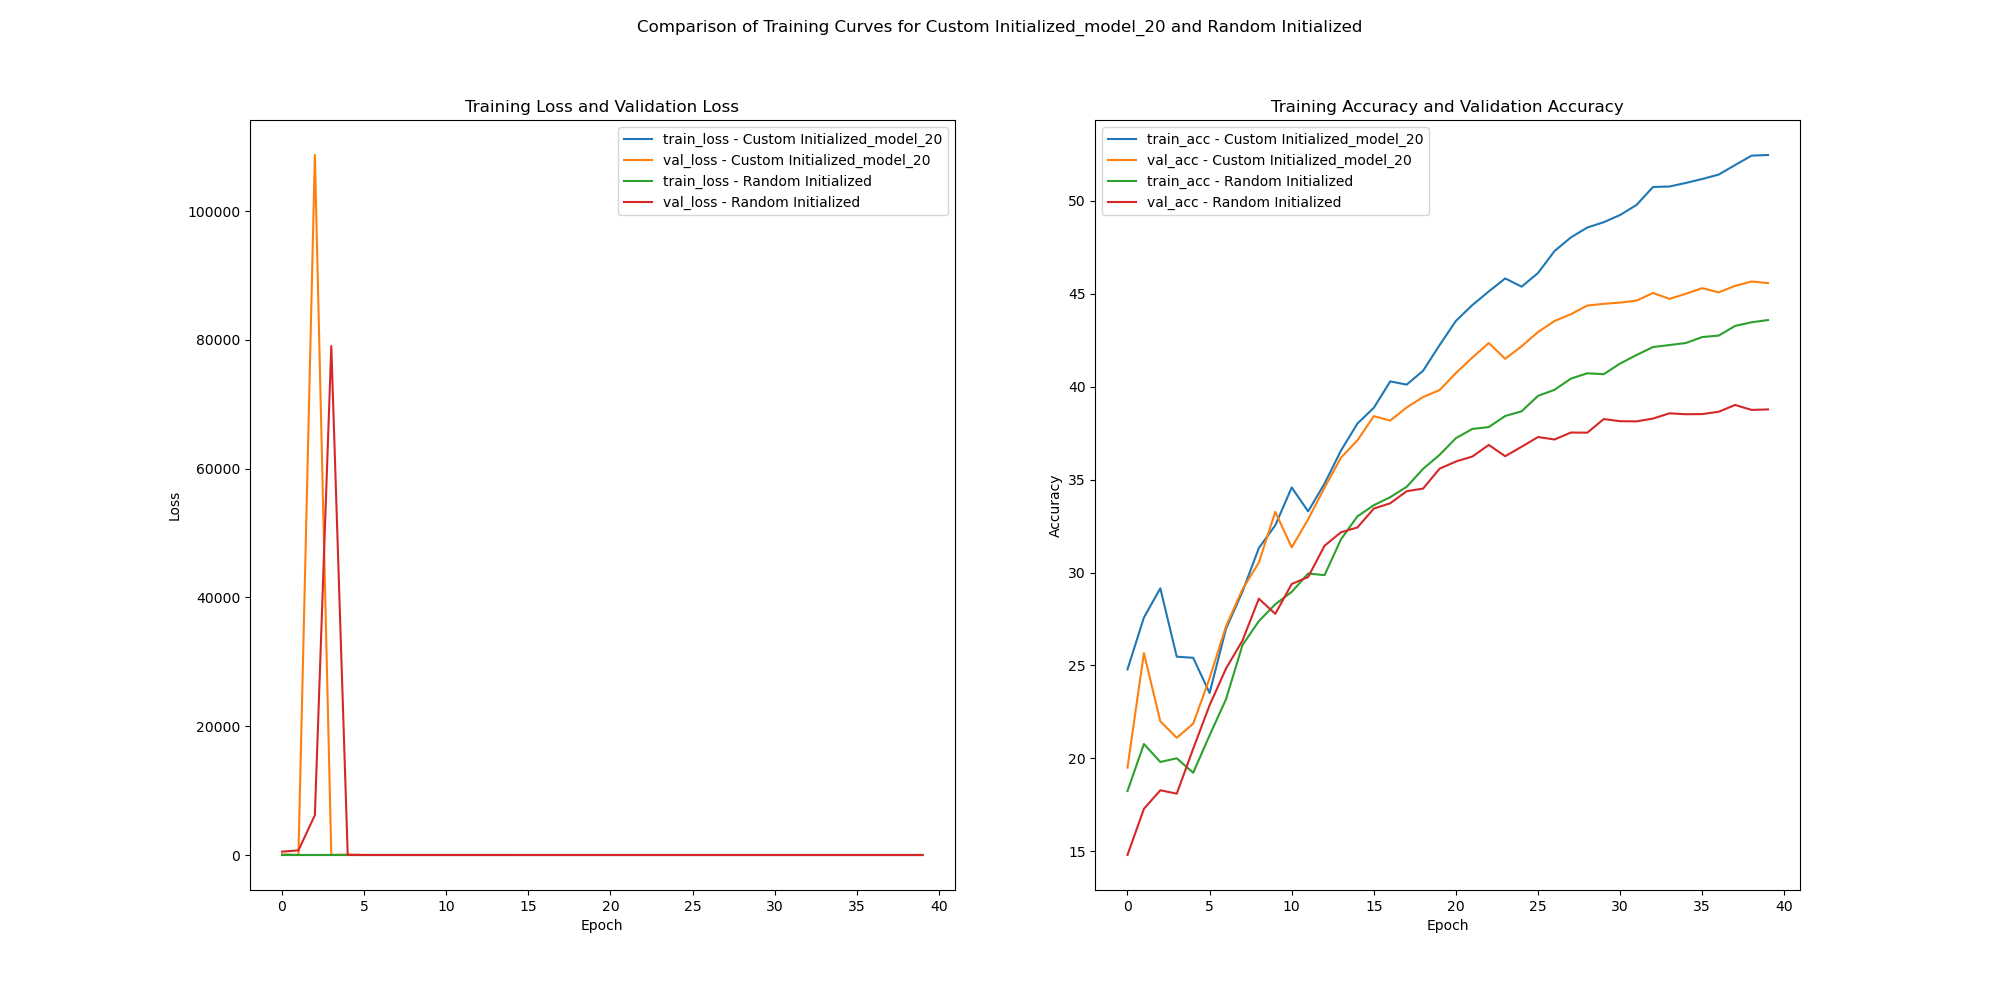 Comparison of Training Curves for Custom Initialized_model_20 and Random Initialized
Training Loss and Validation Loss
train_loss - Custom Initialized_model_20
val_loss - Custom Initialized_model_20
train_loss - Random Initialized
val_loss - Random Initialized
100000
80000
60000
40000
20000
0
Loss
0 5 10 15 20 25 30 35 40
Epoch
Training Accuracy and Validation Accuracy
train_acc - Custom Initialized_model_20
val_acc - Custom Initialized_model_20
train_acc - Random Initialized
val_acc - Random Initialized
50
45
40
35
30
25
20
15
Accuracy
0 5 10 15 20 25 30 35 40
Epoch